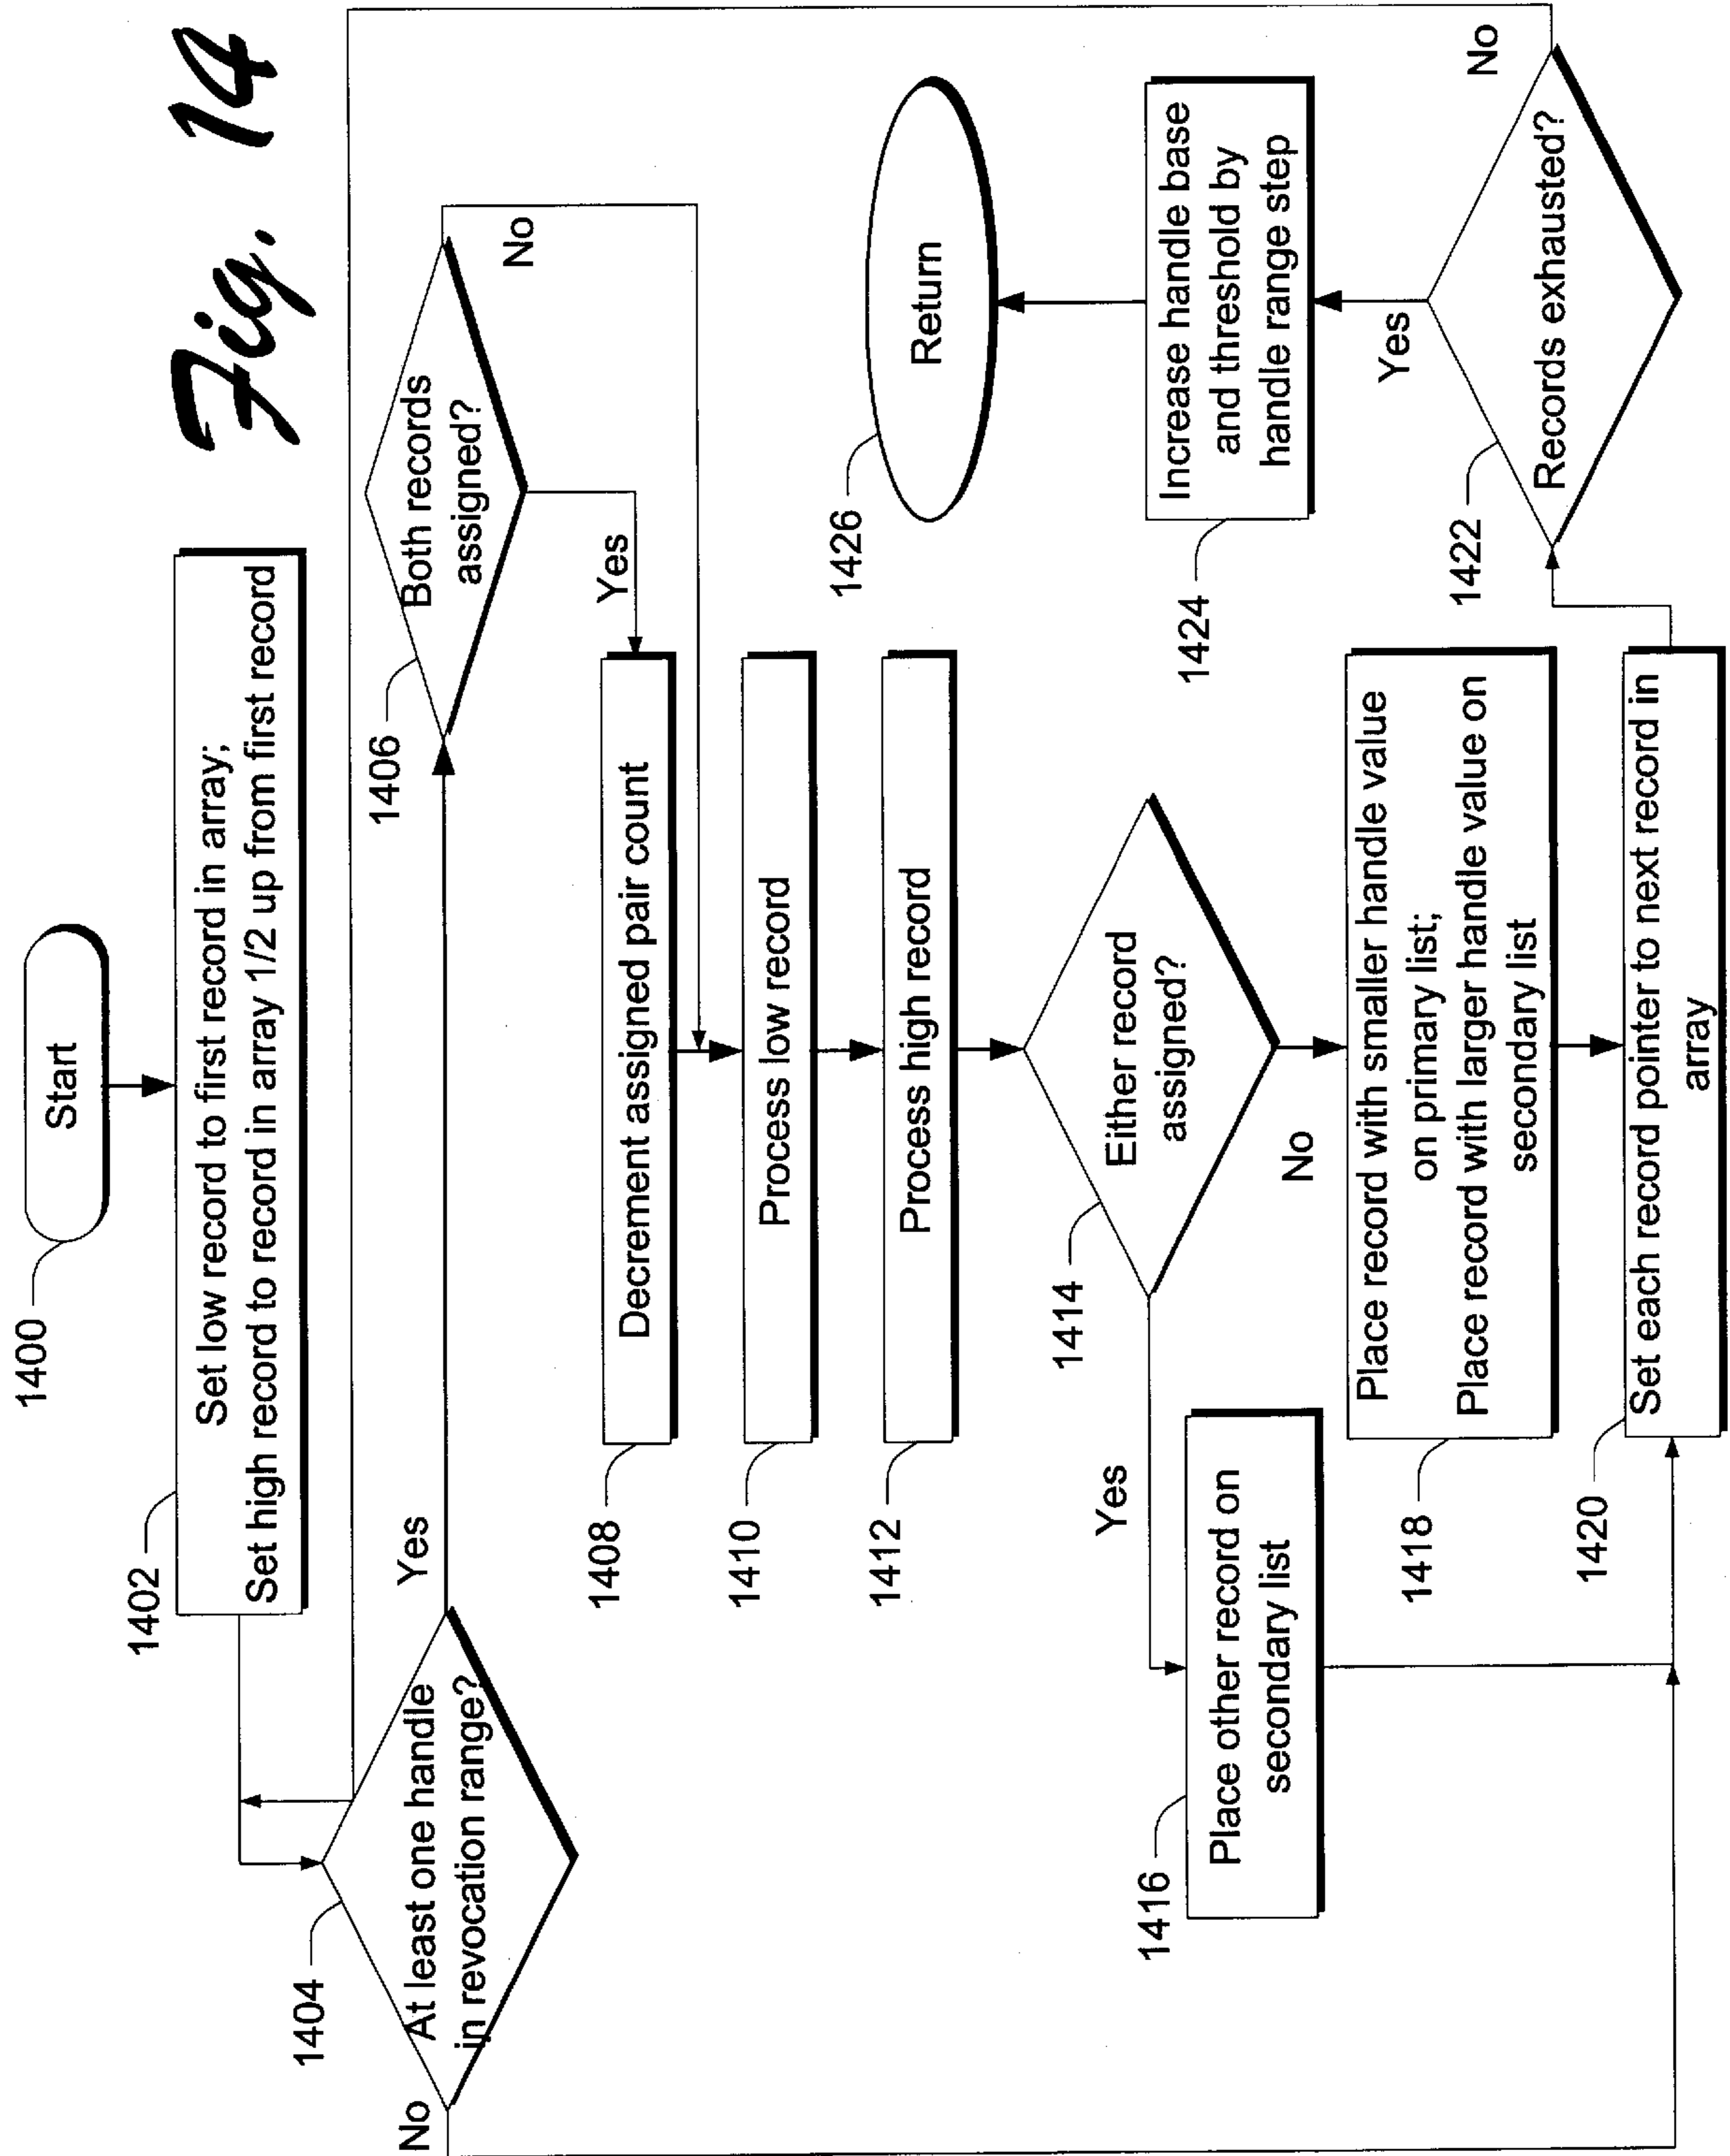 Fig. 14
1400
Start
1402
Set low record to first record in array;
Set high record to record in array 1/2 up from first record
1404
At least one handle
in revocation range?
No
Yes
1406
Both records
assigned?
No
Yes
1408
Decrement assigned pair count
1410
Process low record
1412
Process high record
1414
Either record
assigned?
Yes
No
1416
Place other record on
secondary list
1418
Place record with smaller handle value
on primary list;
Place record with larger handle value on
secondary list
1420
Set each record pointer to next record in
array
1422
Records exhausted?
No
Yes
1424
Increase handle base
and threshold by
handle range step
1426
Return